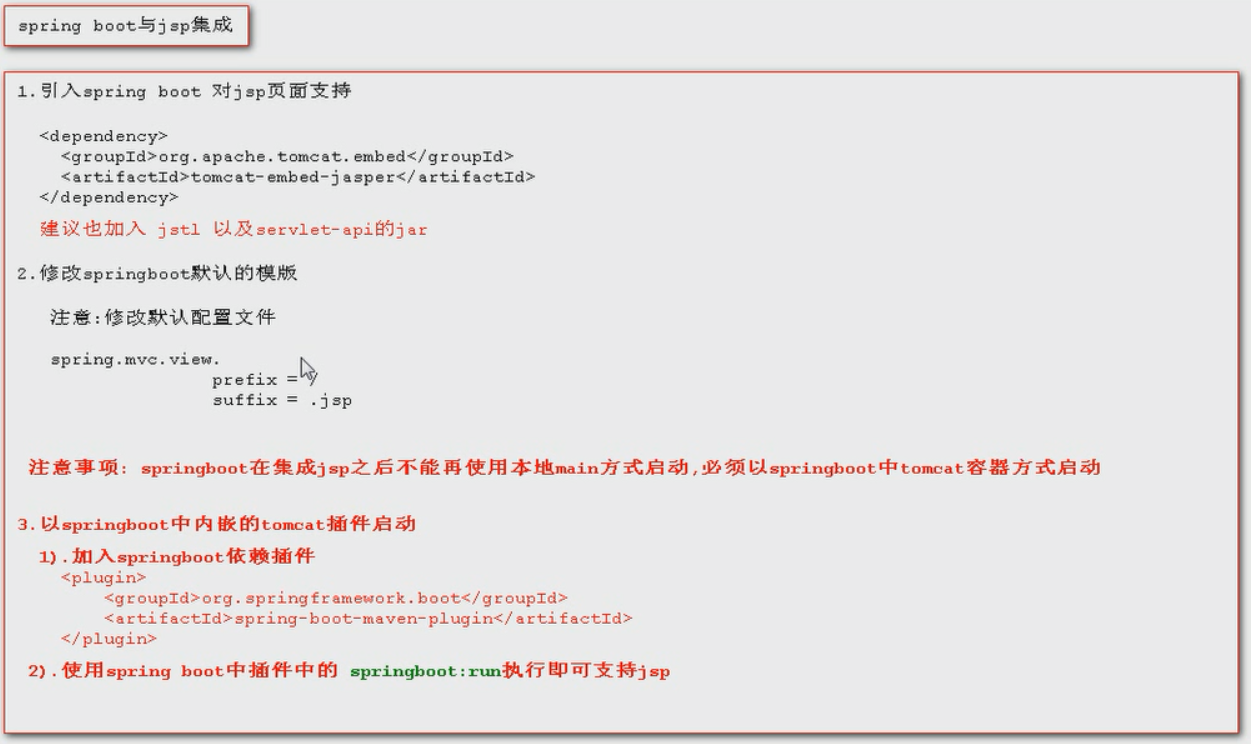 spring boot与jsp集成
1.引入spring boot 对jsp页面支持
<dependency>
<groupId>org.apache.tomcat.embed</groupId>
<artifactId>tomcat-embed-jasper</artifactId>
</dependency>
建议也加入 jstl 以及servlet-api的jar
2.修改springboot默认的模版
注意:修改默认配置文件
spring.mvc.view.
prefix = /
suffix = .jsp
注意事项: springboot在集成jsp之后不能再使用本地main方式启动,必须以springboot中tomcat容器方式启动
3.以springboot中内嵌的tomcat插件启动
1).加入springboot依赖插件
<plugin>
<groupId>org.springframework.boot</groupId>
<artifactId>spring-boot-maven-plugin</artifactId>
</plugin>
2).使用spring boot中插件中的 springboot:run执行即可支持jsp